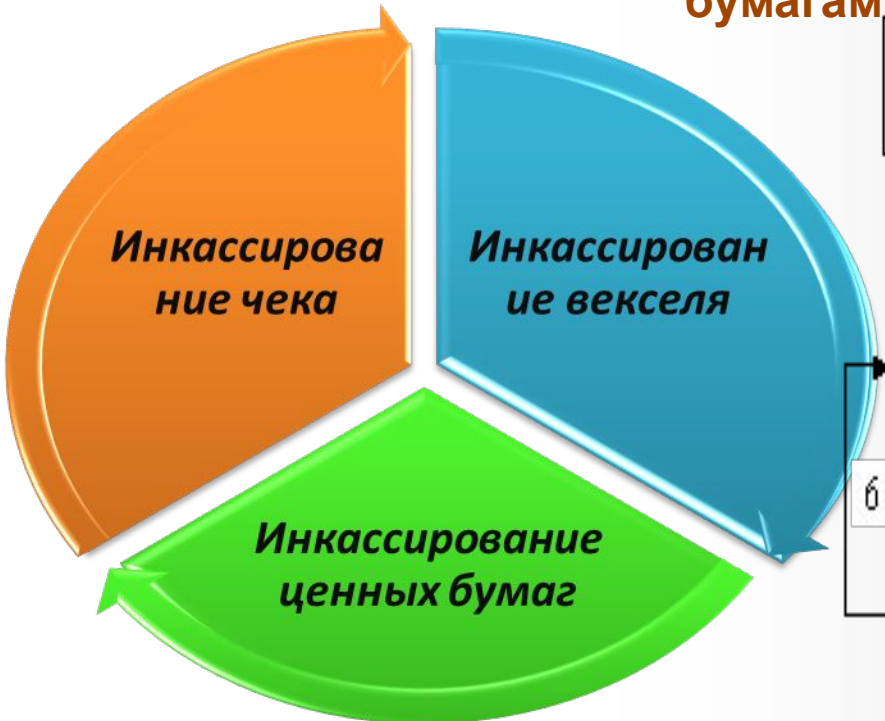 бумагам
Инкассирова
ние чека
Инкассирован
ие векселя
б
Инкассирование
ценных бумаг